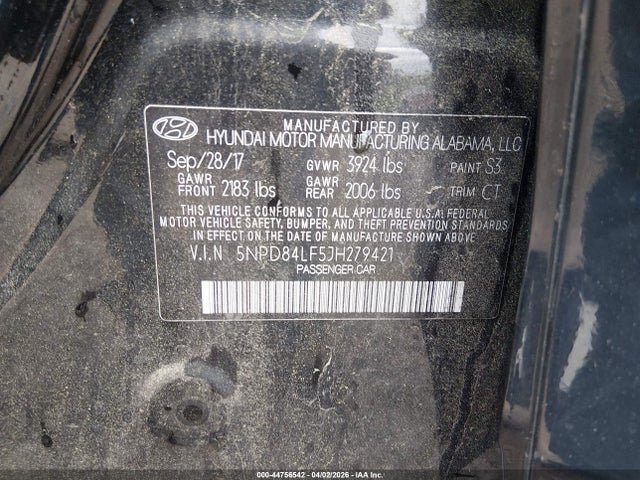 MANUFACTURED BY
HYUNDAI MOTOR MANUFACTURING ALABAMA, LLC
Sep/28/17 GVWR 3924 lbs PAINT S3
GAWR FRONT 2183 lbs GAWR REAR 2006 lbs TRIM CT
THIS VEHICLE CONFORMS TO ALL APPLICABLE U.S.A. FEDERAL
MOTOR VEHICLE SAFETY, BUMPER, AND THEFT PREVENTION STANDARDS
IN EFFECT ON THE DATE OF MANUFACTURE SHOWN ABOVE.
V.I.N 5NPD84LF5JH279421
PASSENGER CAR
000-44756542 - 04/02/2026 - IAA Inc.